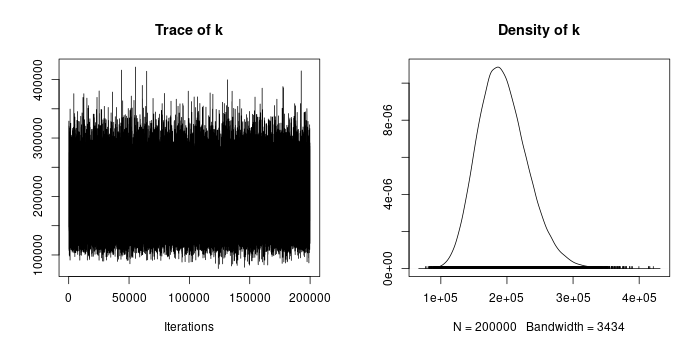 Trace of k
400000
300000
200000
100000
0 50000 100000 150000 200000
Iterations
Density of k
8e-06
4e-06
0e+00
1e+05 2e+05 3e+05 4e+05
N = 200000 Bandwidth = 3434